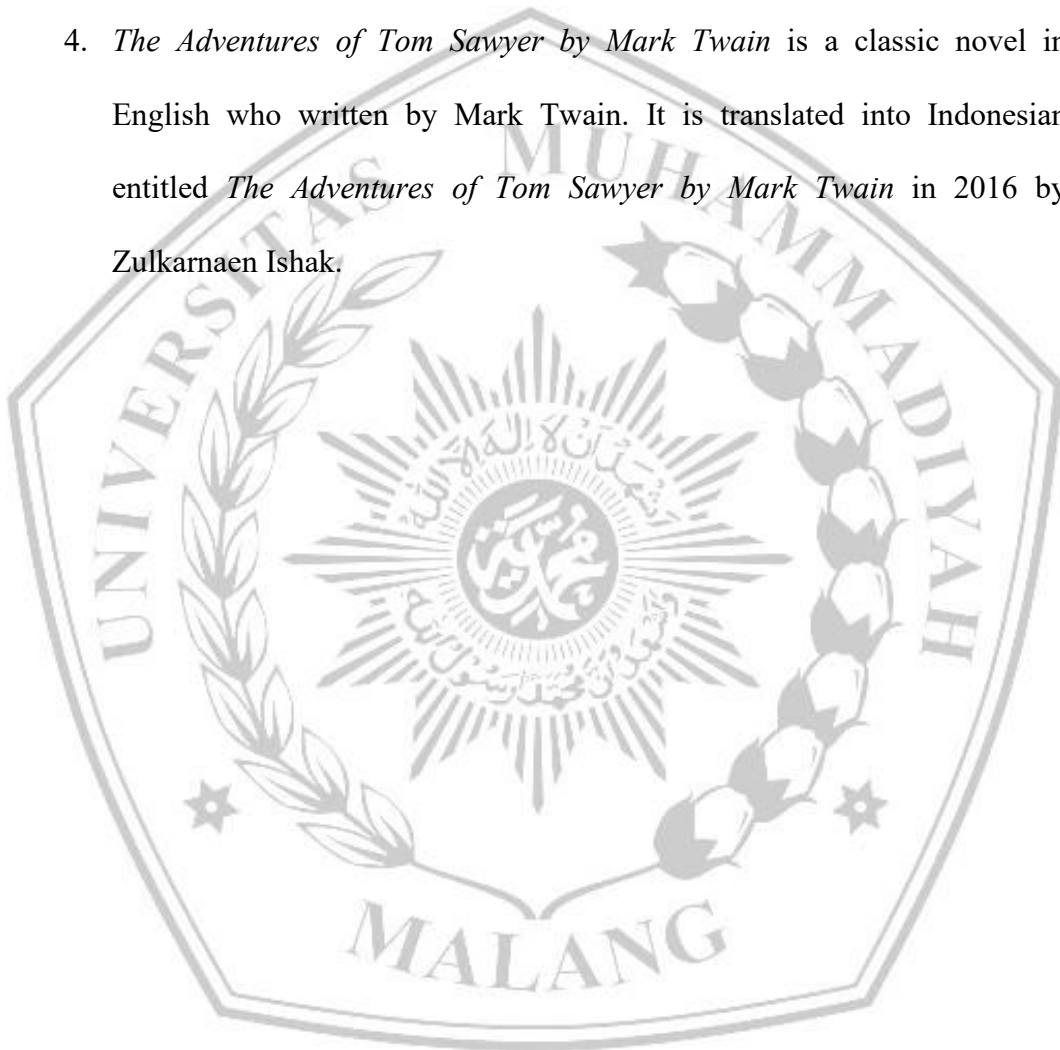 4. The Adventures of Tom Sawyer by Mark Twain is a classic novel in
English who written by Mark Twain. It is translated into Indonesian
entitled The Adventures of Tom Sawyer by Mark Twain in 2016 by
Zulkarnaen Ishak.
UNIVERSITAS MUHAMMADIYAH
MALANG